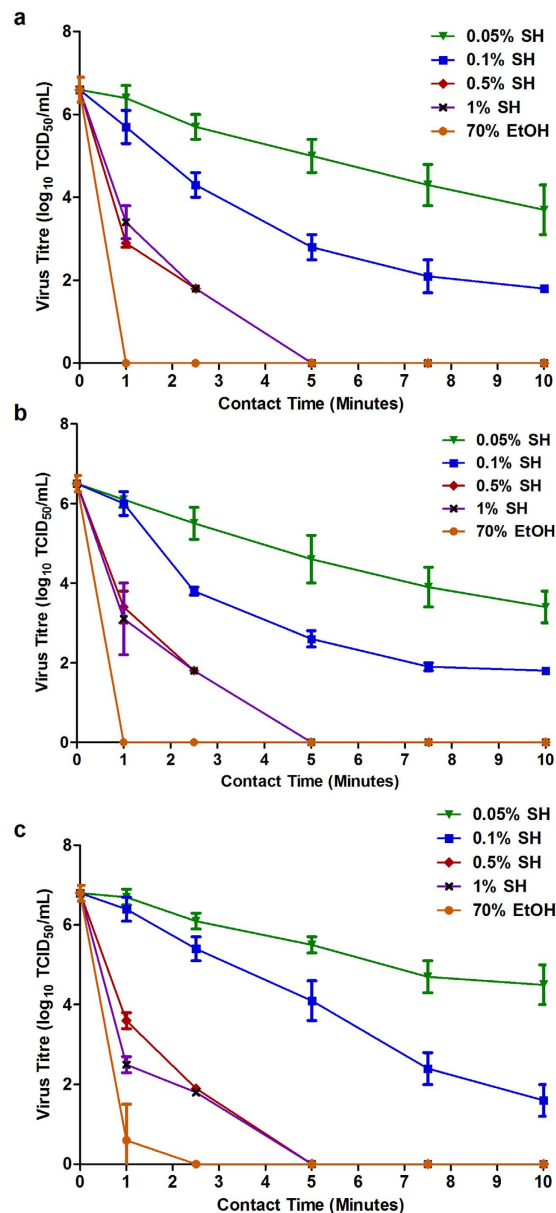 a
0.05% SH
0.1% SH
0.5% SH
1% SH
70% EtOH
Virus Titre (log10 TCID50/mL)
8
6
4
2
0
0 1 2 3 4 5 6 7 8 9 10
Contact Time (Minutes)
b
0.05% SH
0.1% SH
0.5% SH
1% SH
70% EtOH
Virus Titre (log10 TCID50/mL)
8
6
4
2
0
0 1 2 3 4 5 6 7 8 9 10
Contact Time (Minutes)
c
0.05% SH
0.1% SH
0.5% SH
1% SH
70% EtOH
Virus Titre (log10 TCID50/mL)
8
6
4
2
0
0 1 2 3 4 5 6 7 8 9 10
Contact Time (Minutes)